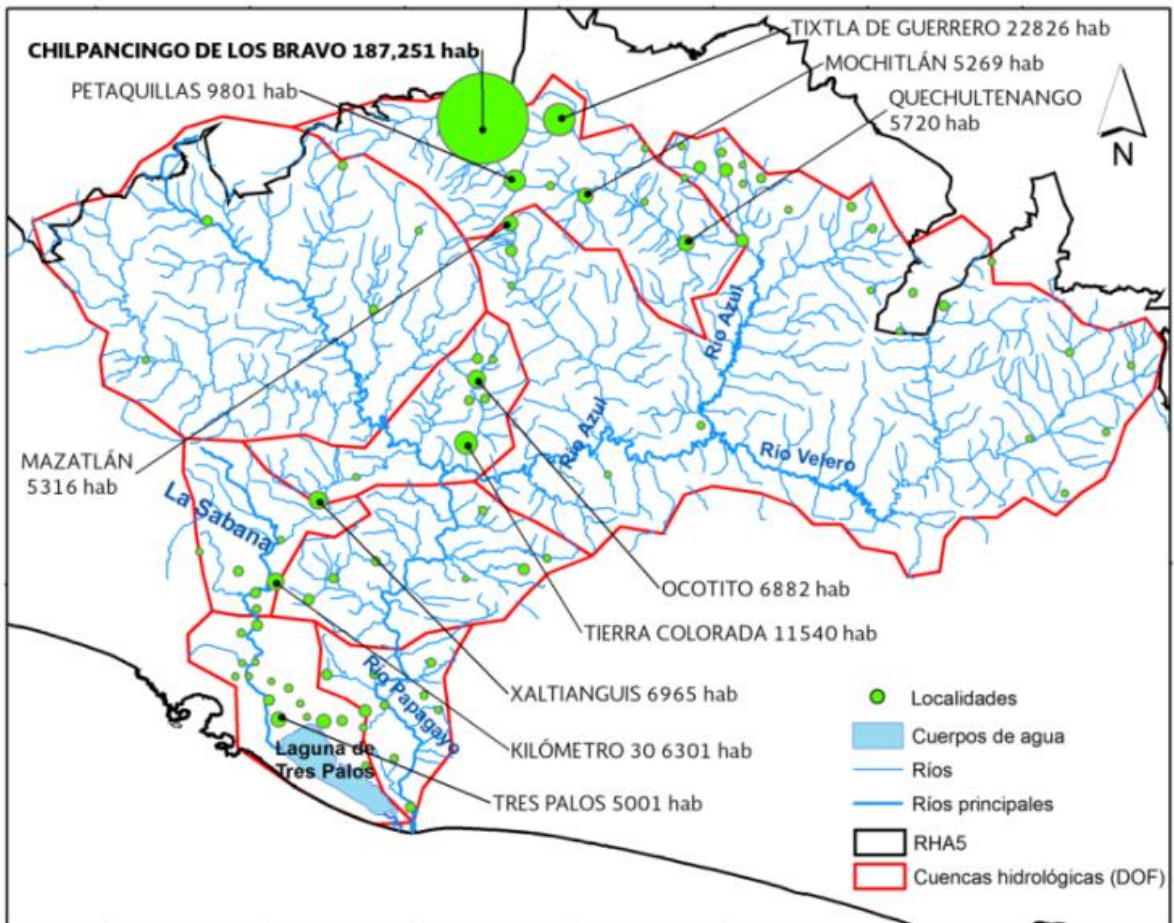 TIXTLA DE GUERRERO 22826 hab
CHILPANCINGO DE LOS BRAVO 187,251 hab
MOCHITLÁN 5269 hab
PETAQUILLAS 9801 hab
QUECHULTENANGO
5720 hab
N
Río Azul
Río Azul
Río Velero
MAZATLÁN
5316 hab
La Sabana
OCOTITO 6882 hab
TIERRA COLORADA 11540 hab
XALTIANGUIS 6965 hab
Río Papagayo
KILÓMETRO 30 6301 hab
Laguna de
Tres Palos
TRES PALOS 5001 hab
Localidades
Cuerpos de agua
Ríos
Ríos principales
RHA5
Cuencas hidrológicas (DOF)